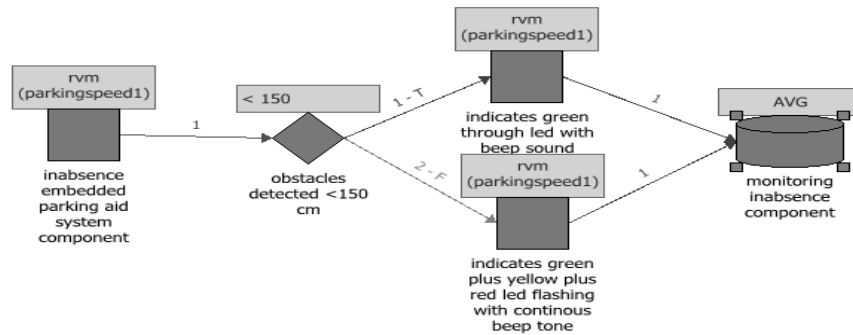 rvm
(parkingspeed1)
inabsence
embedded
parking aid
system
component
1
< 150
obstacles
detected <150
cm
1 - T
2 - F
rvm
(parkingspeed1)
indicates green
through led with
beep sound
1
rvm
(parkingspeed1)
indicates green
plus yellow plus
red led flashing
with continous
beep tone
1
AVG
monitoring
inabsence
component